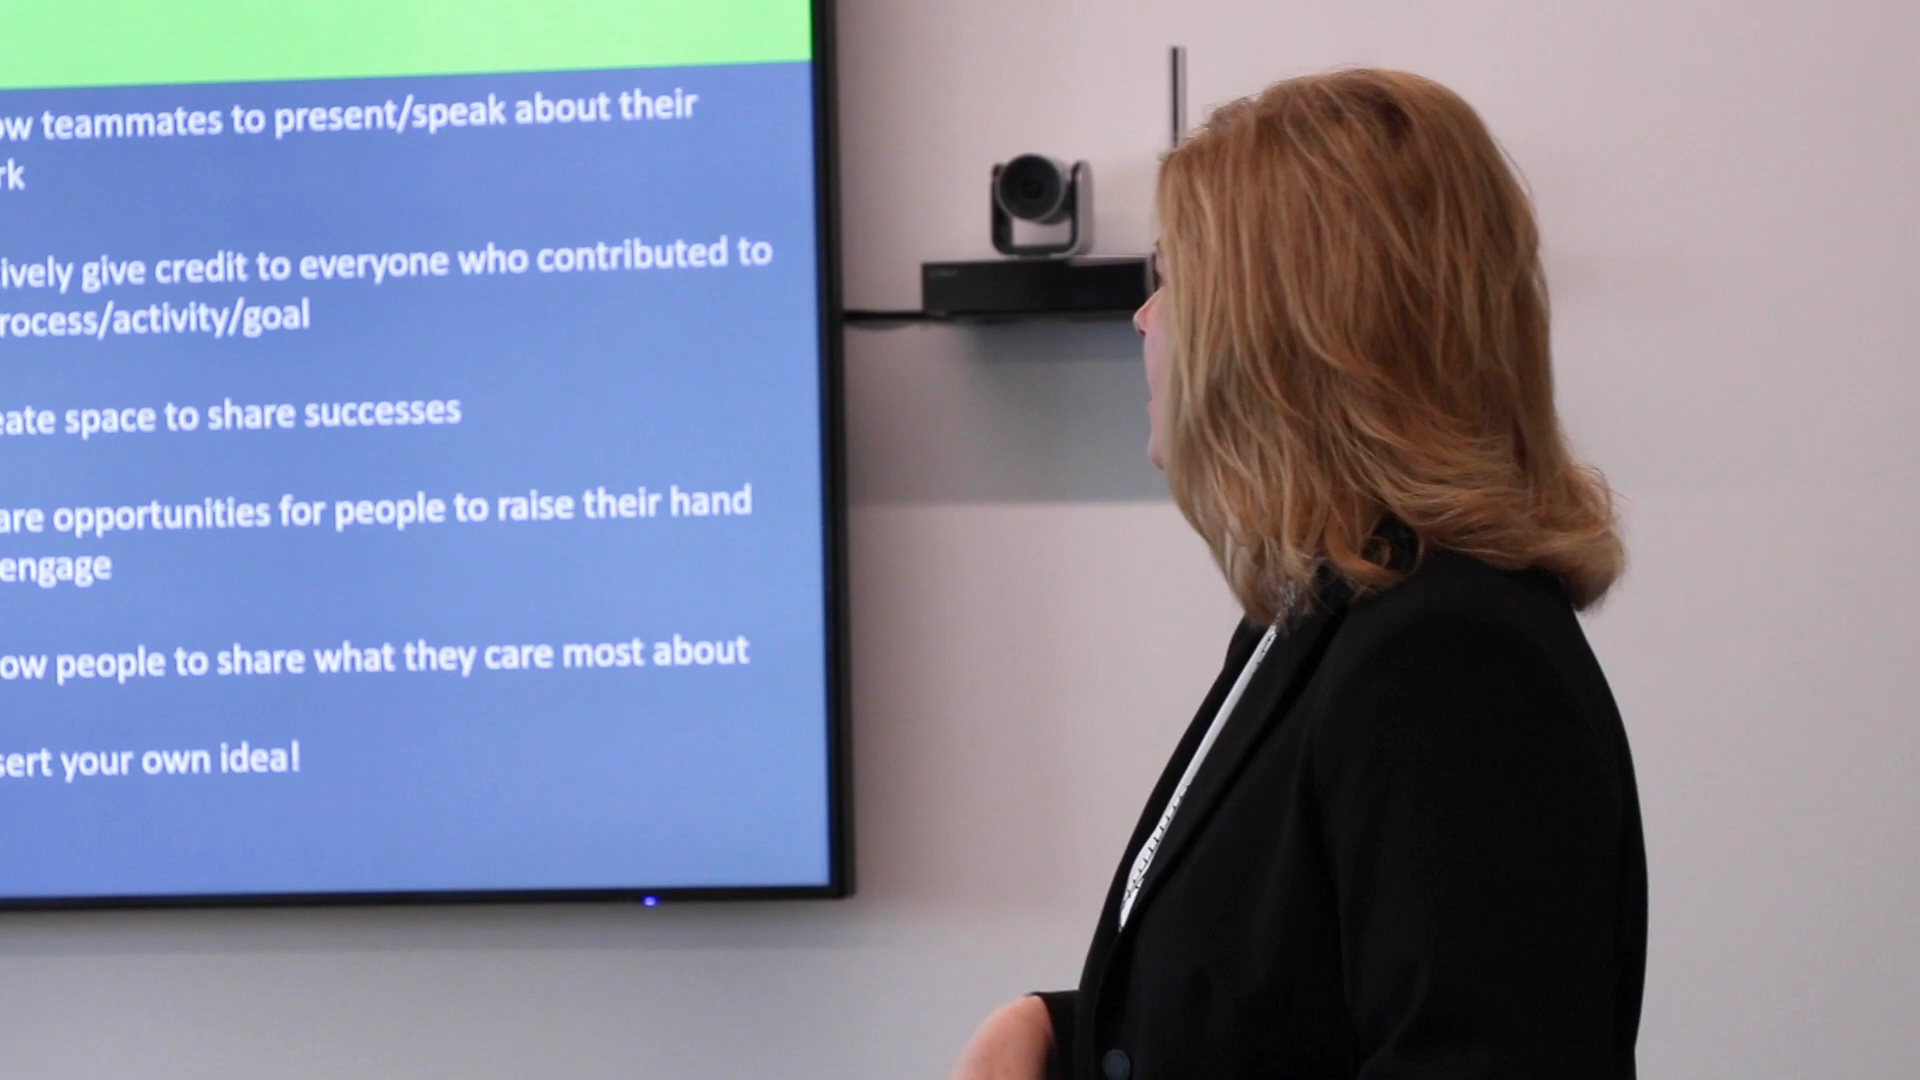 ow teammates to present/speak about their
rk
ively give credit to everyone who contributed to
rocess/activity/goal
eate space to share successes
are opportunities for people to raise their hand
engage
ow people to share what they care most about
sert your own idea!